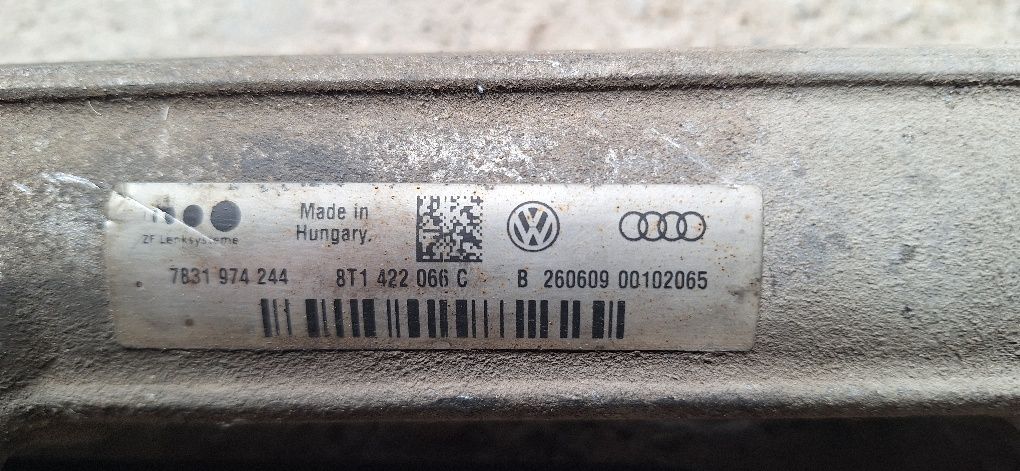 ZF Lenksysteme
Made in
Hungary.
7831 974 244 8T1 422 066 C B 260609 00102065